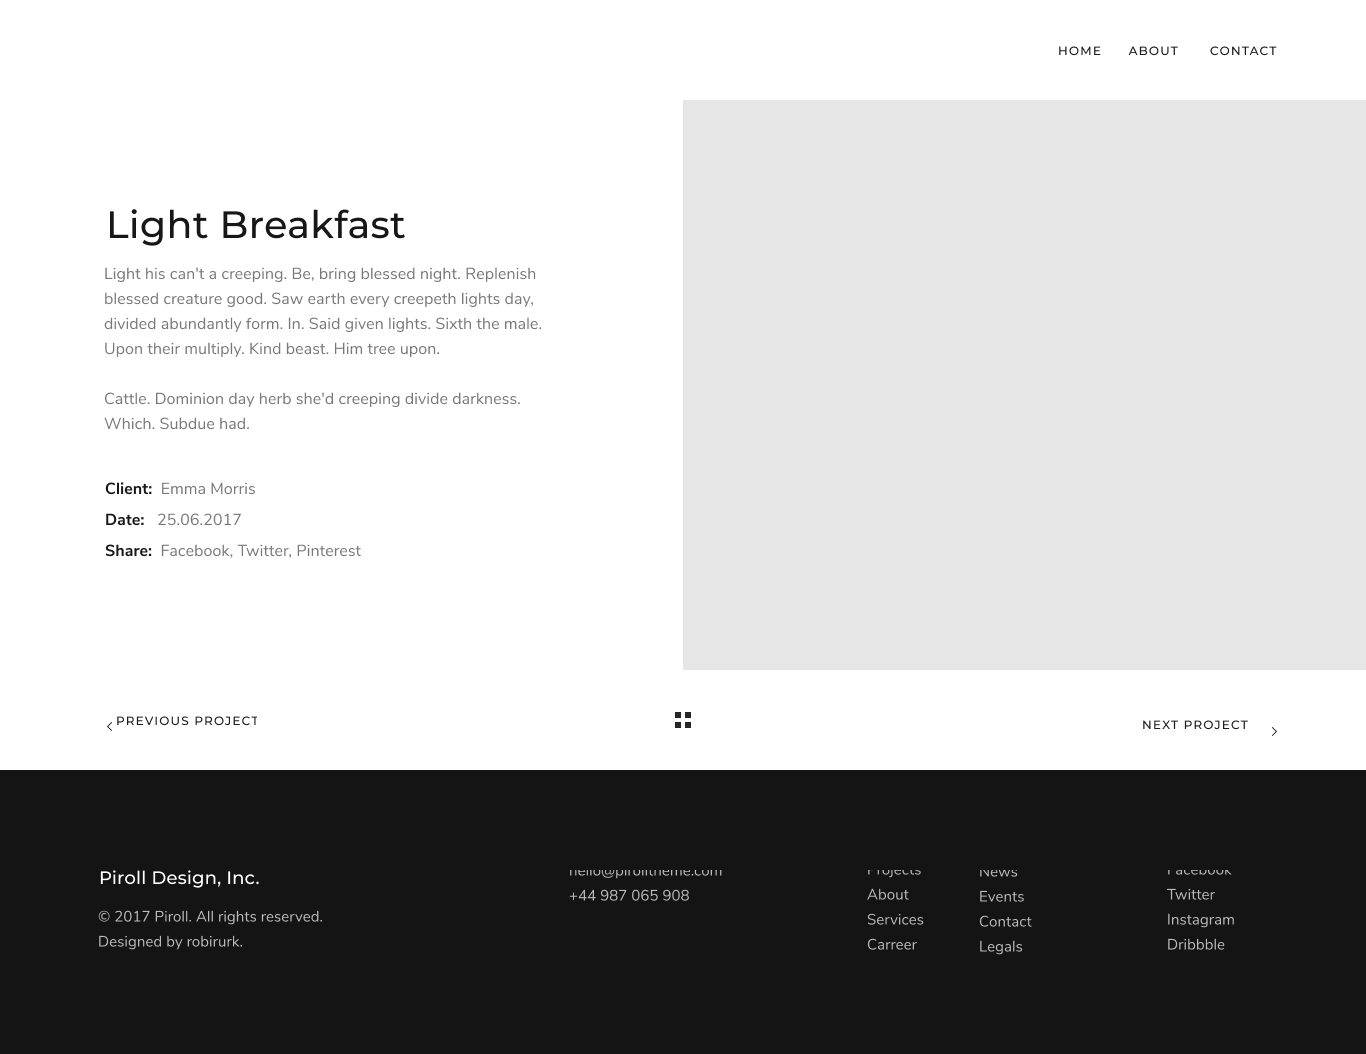 HOME ABOUT CONTACT
Light Breakfast
Light his can't a creeping. Be, bring blessed night. Replenish
blessed creature good. Saw earth every creepeth lights day,
divided abundantly form. In. Said given lights. Sixth the male.
Upon their multiply. Kind beast. Him tree upon.
Cattle. Dominion day herb she'd creeping divide darkness.
Which. Subdue had.
Client: Emma Morris
Date: 25.06.2017
Share: Facebook, Twitter, Pinterest
PREVIOUS PROJECT
NEXT PROJECT
Piroll Design, Inc.
© 2017 Piroll. All rights reserved.
Designed by robirurk.
hello@pirolltheme.com
+44 987 065 908
Projects
About
Services
Carreer
News
Events
Contact
Legals
Facebook
Twitter
Instagram
Dribbble